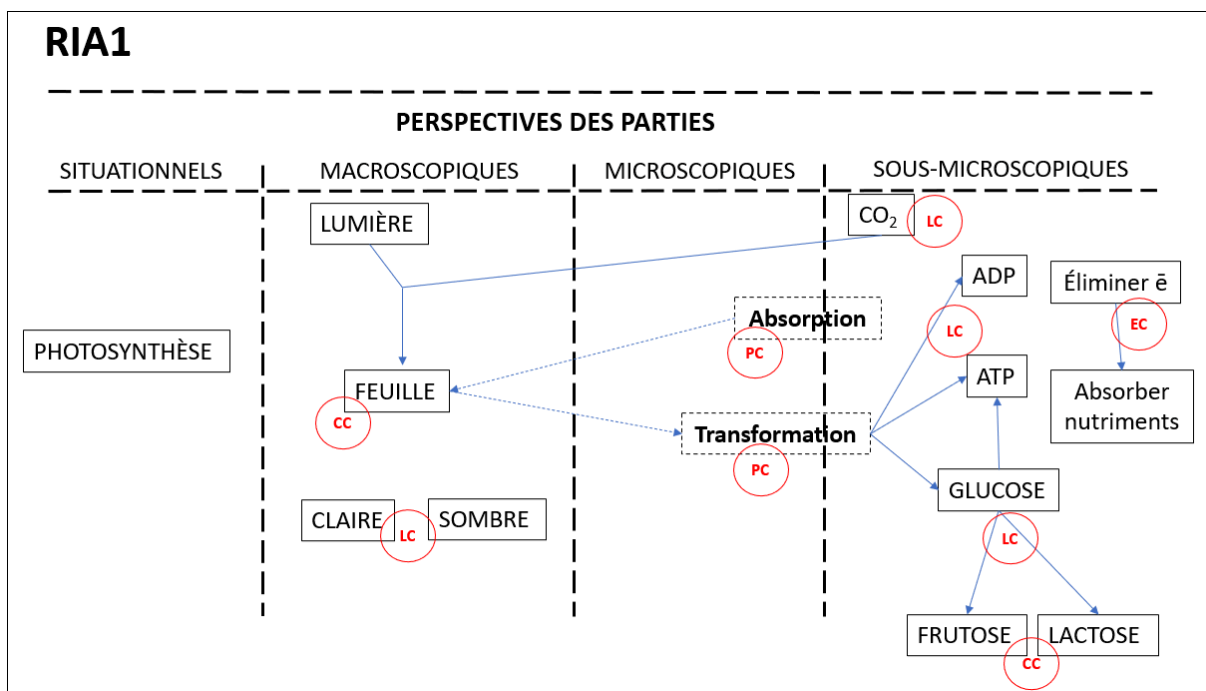 RIA1
PERSPECTIVES DES PARTIES
SITUATIONNELS
MACROSCOPIQUES
MICROSCOPIQUES
SOUS-MICROSCOPIQUES
LUMIÈRE
CO₂
LC
ADP
Éliminer ē
Absorption
LC
EC
PHOTOSYNTHÈSE
PC
FEUILLE
ATP
Absorber
nutriments
CC
Transformation
PC
GLUCOSE
CLAIRE
LC
SOMBRE
LC
FRUTOSE
LACTOSE
CC